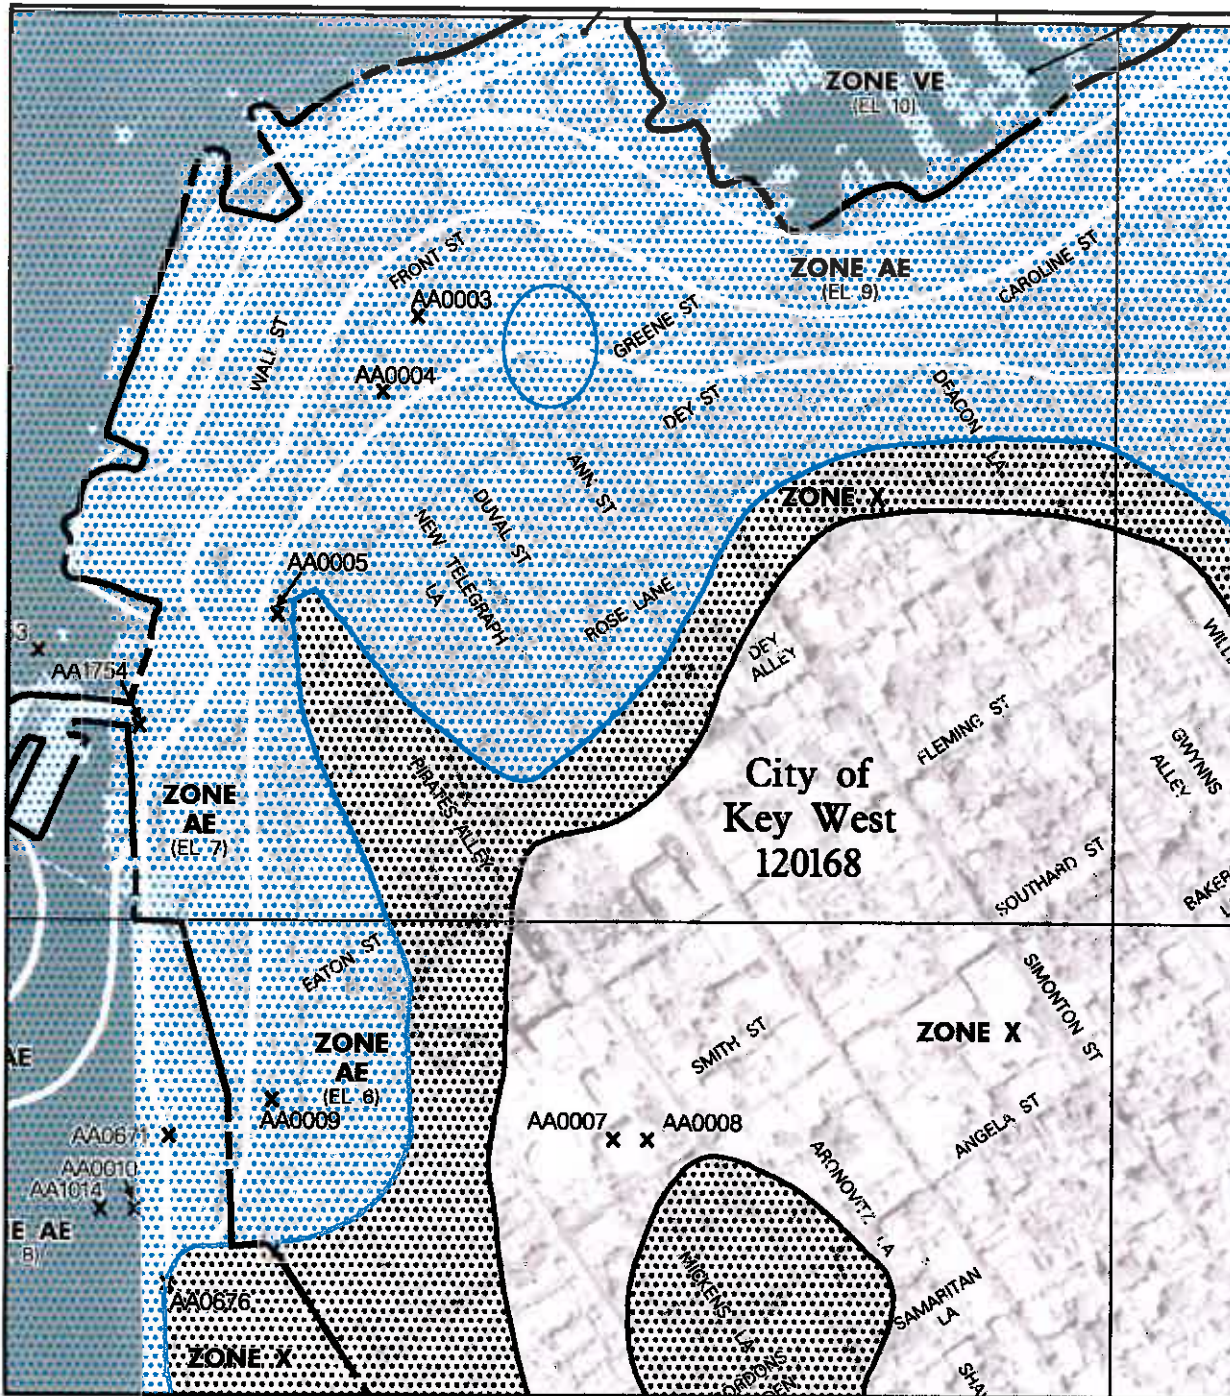 ZONE VE
(EL 10)
FRONT ST
ZONE AE
(EL 9)
CAROLINE ST
AA0003
GREENE ST
WALL ST
AA0004
DEY ST
DEACON
LA
ANN ST
DUVAL ST
ZONE X
NEW TELEGRAPH
LA
AA0005
ROSE LANE
3
DEY
ALLEY
AA1754
FLEMING ST
GWYNNS
ALLEY
ZONE
AE
(EL 7)
PIRATES ALLEY
City of
Key West
120168
SOUTHARD ST
EATON ST
SIMONTON ST
SMITH ST
ZONE X
ZONE
AE
(EL 6)
AE
AA0009
AA0007
AA0008
ANGELA ST
AA0671
ARONOVITZ LA
AA0010
AA1014
E AE
8)
MICKENS LA
SAMARITAN
LA
AA0676
ZONE X